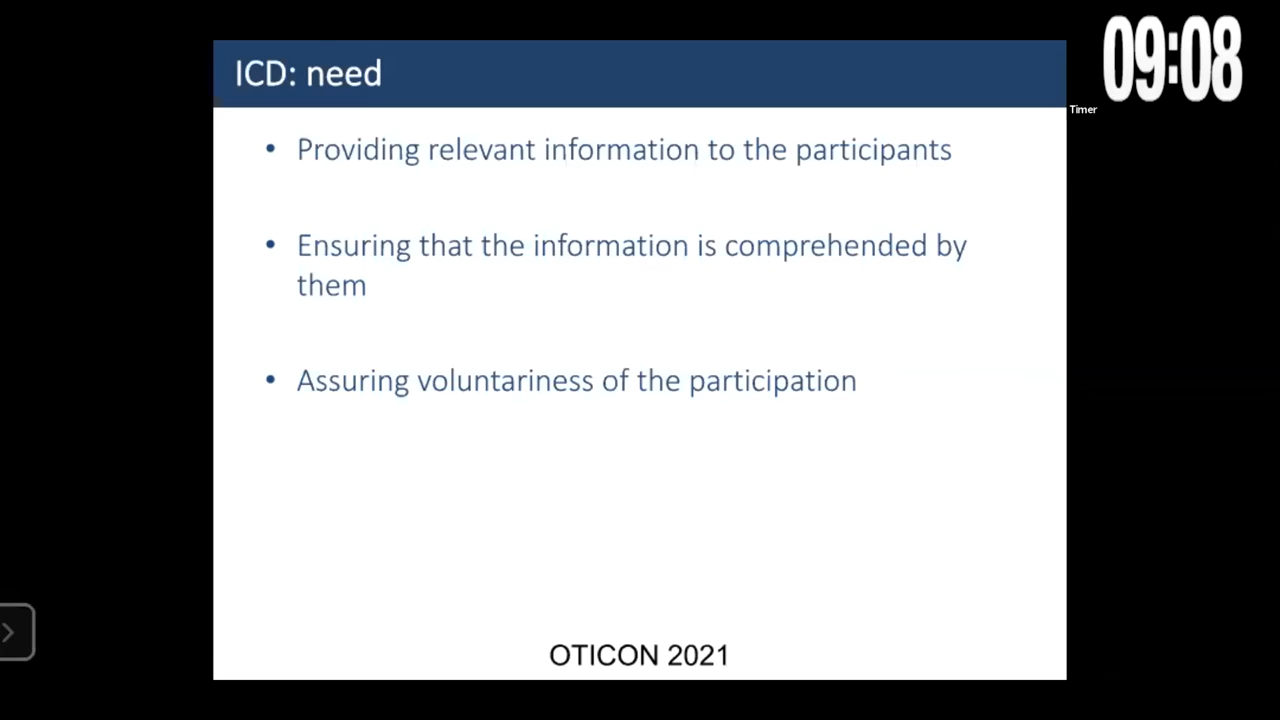 ICD: need
09:08
Timer
• Providing relevant information to the participants
• Ensuring that the information is comprehended by
them
• Assuring voluntariness of the participation
OTICON 2021